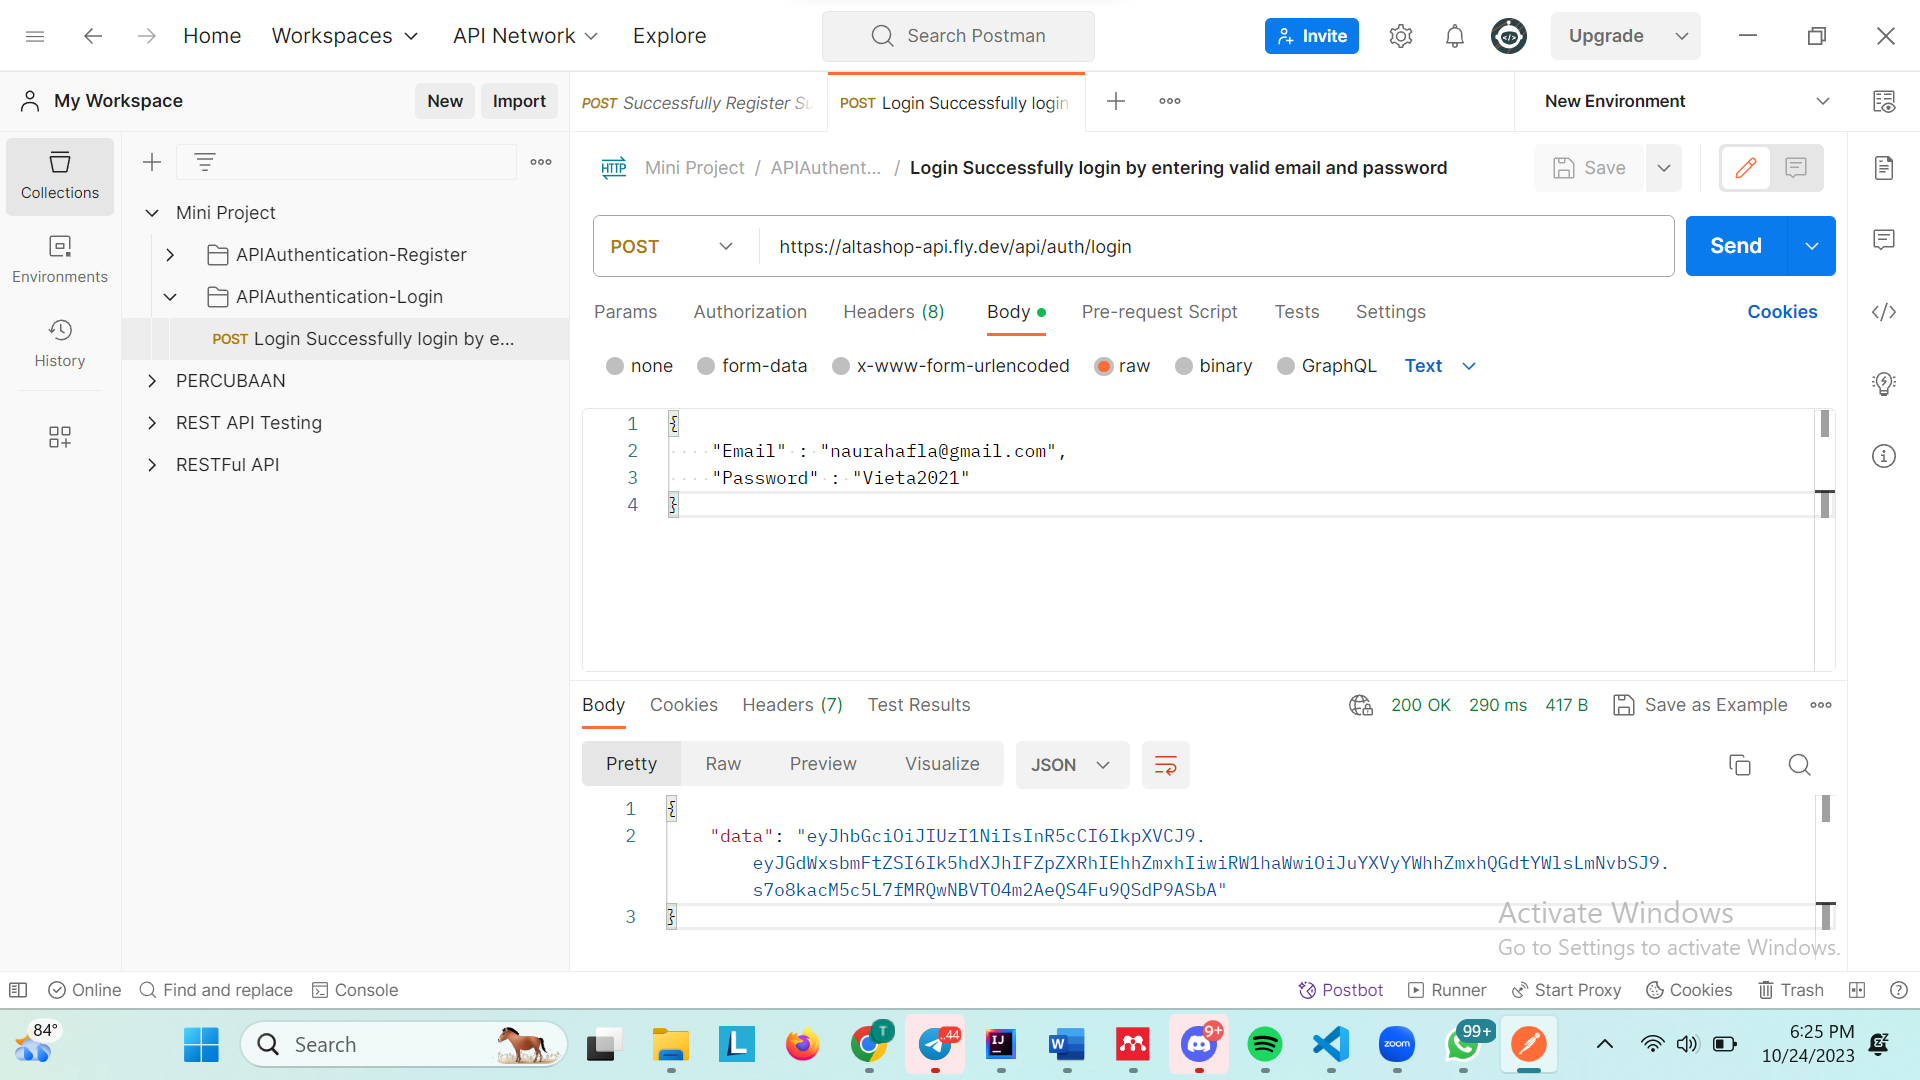 Home
Workspaces
API Network
Explore
Search Postman
Invite
Upgrade
My Workspace
New
Import
POST Successfully Register Su
POST Login Successfully login
New Environment
Collections
Environments
History
Mini Project
APIAuthentication-Register
APIAuthentication-Login
POST Login Successfully login by e...
PERCUBAAN
REST API Testing
RESTFul API
HTTP Mini Project / APIAuthent... / Login Successfully login by entering valid email and password
Save
POST
https://altashop-api.fly.dev/api/auth/login
Send
Params
Authorization
Headers (8)
Body
Pre-request Script
Tests
Settings
Cookies
none
form-data
x-www-form-urlencoded
raw
binary
GraphQL
Text
1 {
2 "Email" : "naurahafla@gmail.com",
3 "Password" : "Vieta2021"
4 }
Body
Cookies
Headers (7)
Test Results
200 OK
290 ms
417 B
Save as Example
Pretty
Raw
Preview
Visualize
JSON
1 {
2 "data": "eyJhbGciOiJIUzI1NiIsInR5cCI6IkpXVCJ9.
eyJGdWxsbmFtZSI6Ik5hdXJhIFZpZXRhIEhhZmxhIiwiRW1haWwiOiJuYXVyYWhhZmxhQGdtYWlsLmNvbSJ9.
s7o8kacM5c5L7fMRQwNBVTO4m2AeQS4Fu9QSdP9ASbA"
3 }
Activate Windows
Go to Settings to activate Windows.
Online
Find and replace
Console
Postbot
Runner
Start Proxy
Cookies
Trash
84°
Search
T
..44
IJ
9+
zoom
99+
6:25 PM
10/24/2023